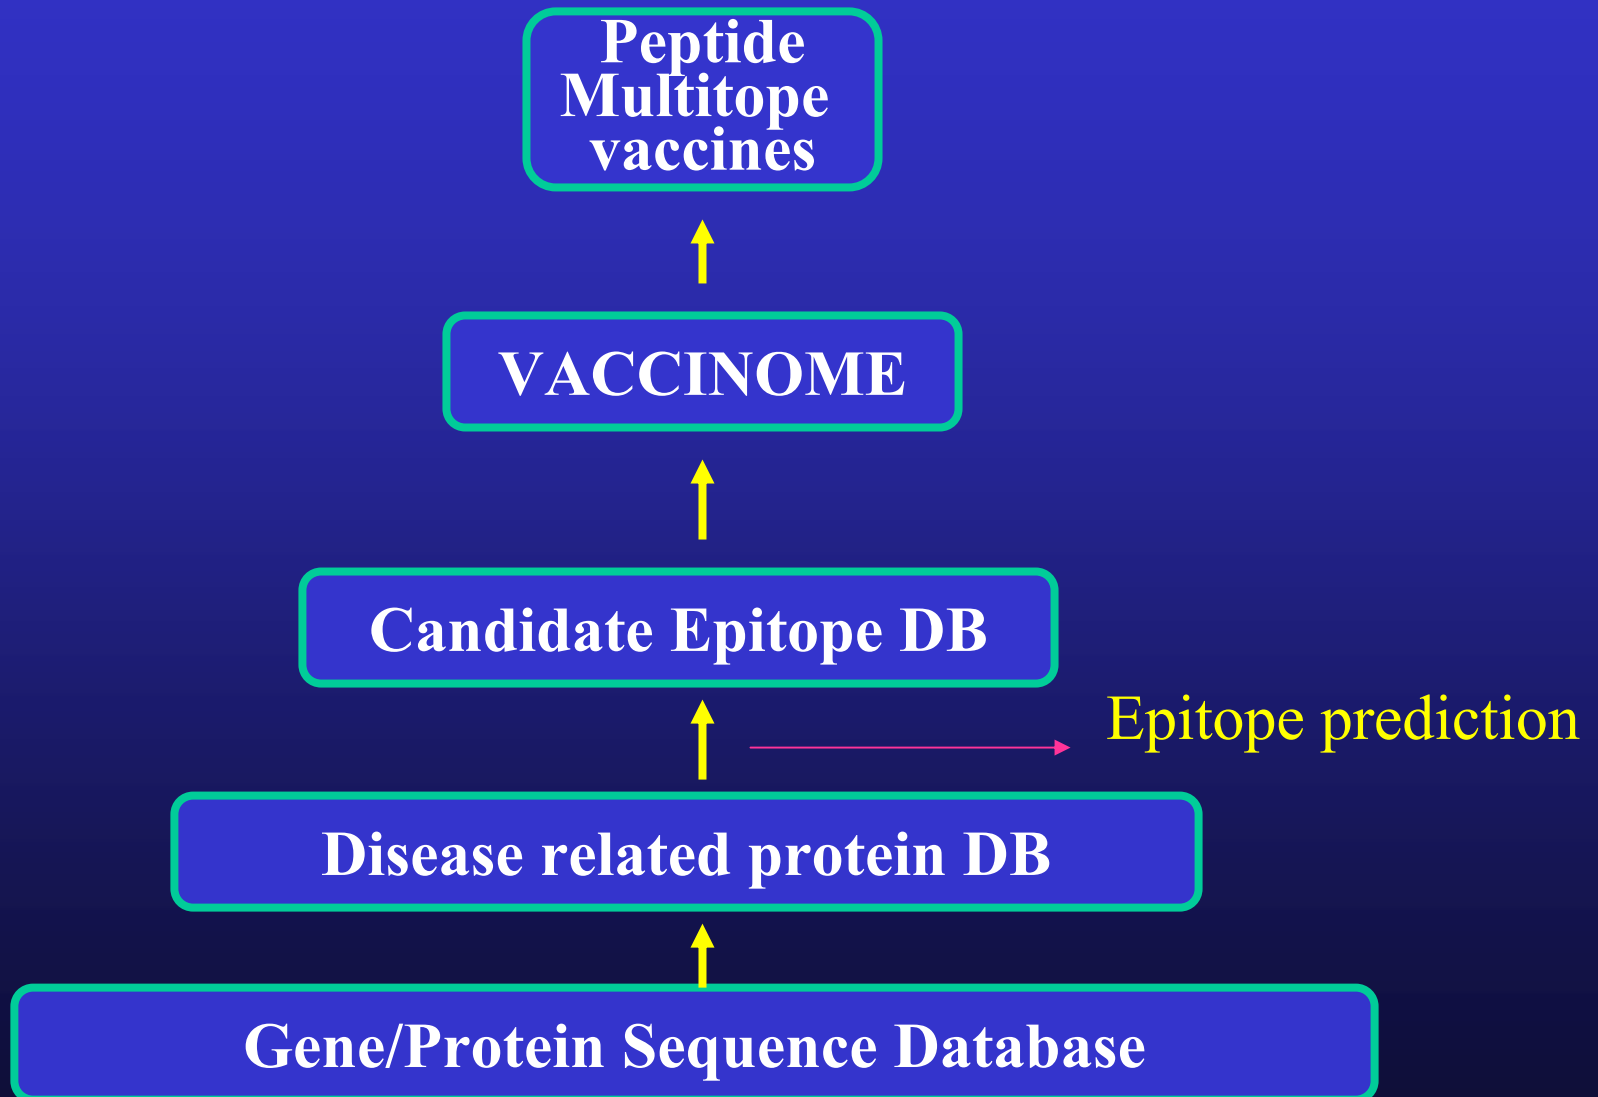 Peptide
Multitope
vaccines
VACCINOME
Candidate Epitope DB
Epitope prediction
Disease related protein DB
Gene/Protein Sequence Database